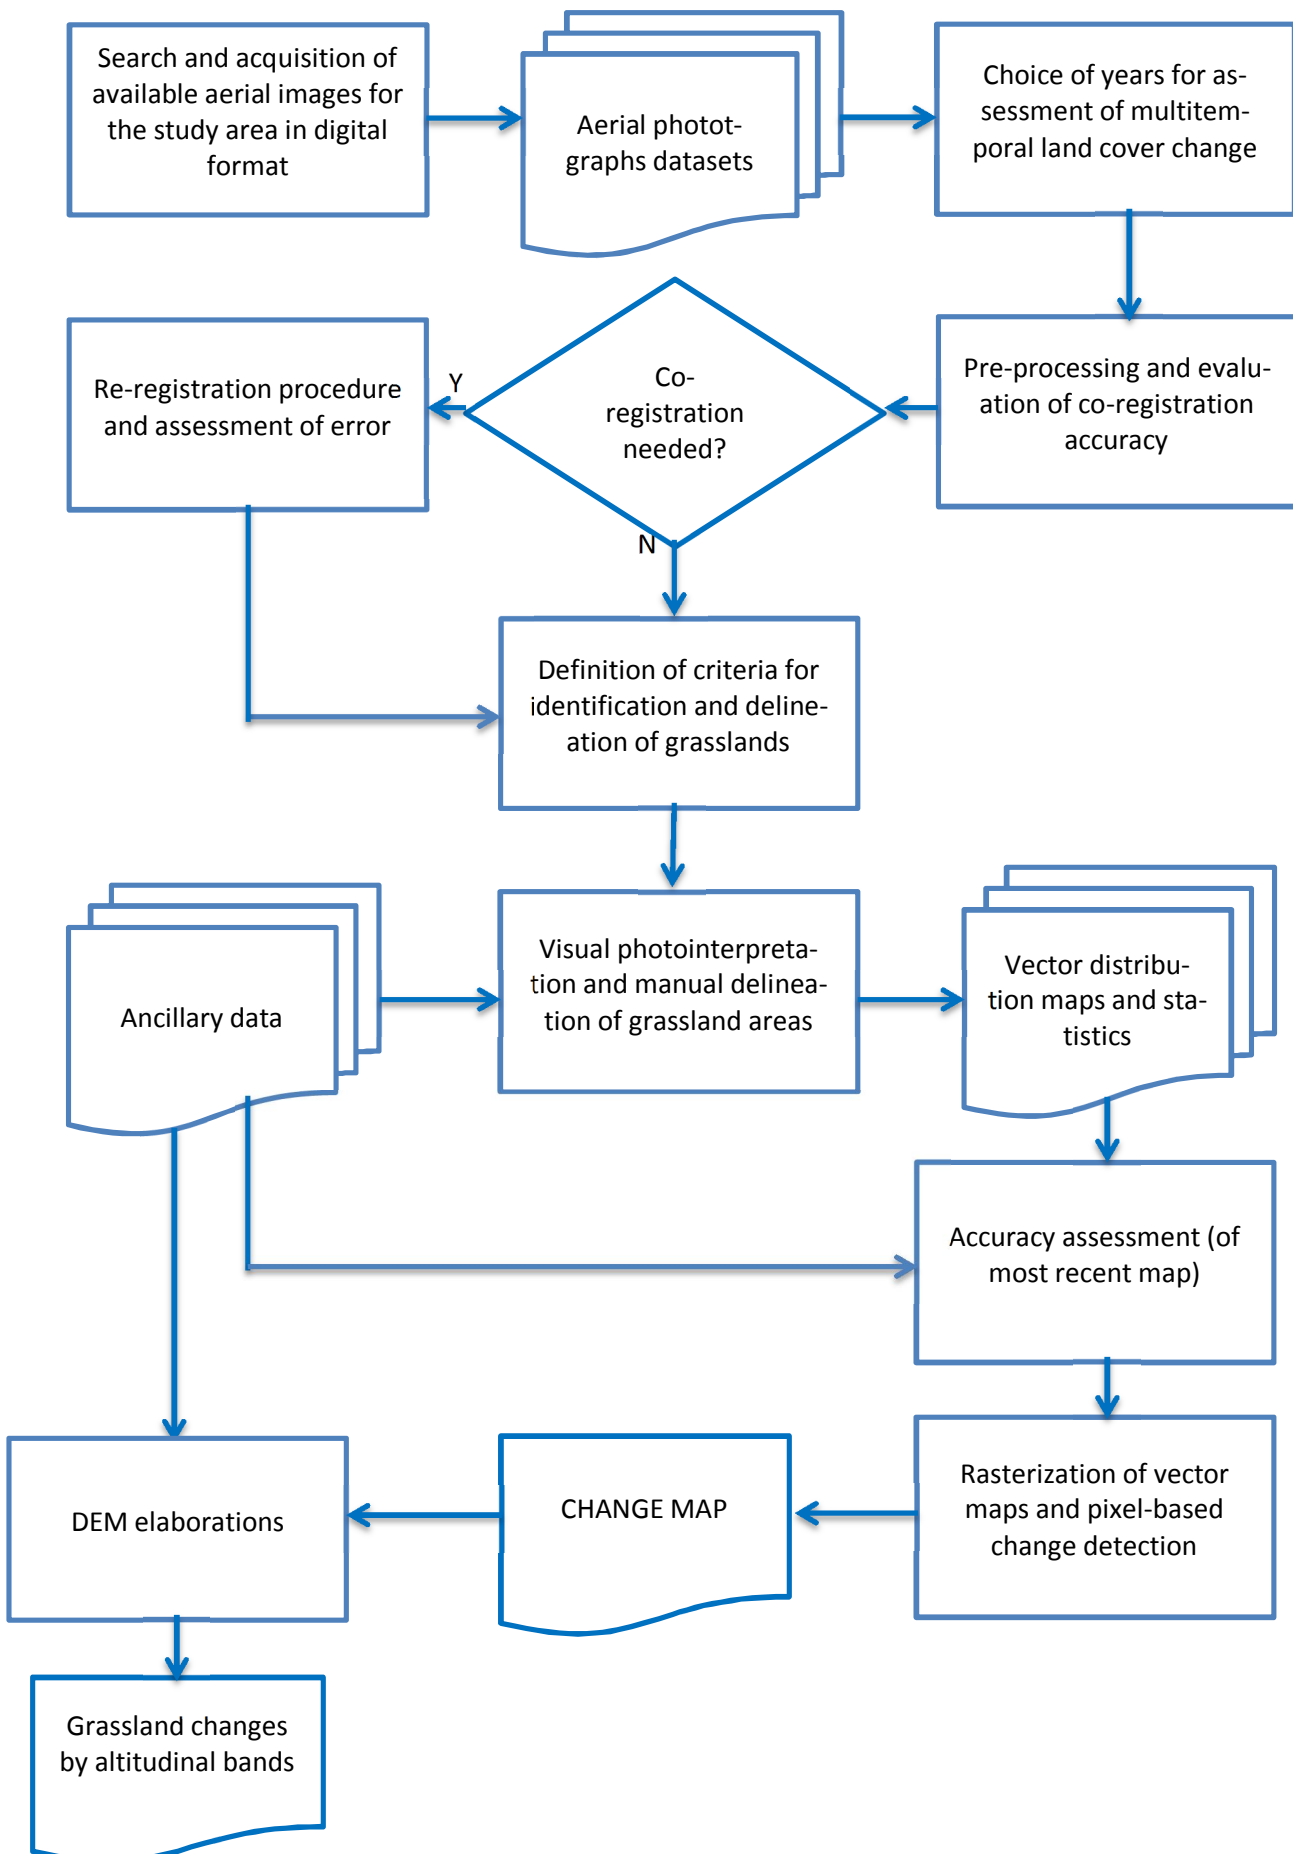 Search and acquisition of
available aerial images for
the study area in digital
format
Aerial photot-
graphs datasets
Choice of years for as-
sessment of multitem-
poral land cover change
Re-registration procedure
and assessment of error
Y
Co-
registration
needed?
Pre-processing and evalu-
ation of co-registration
accuracy
N
Definition of criteria for
identification and deline-
ation of grasslands
Ancillary data
Visual photointerpreta-
tion and manual delinea-
tion of grassland areas
Vector distribu-
tion maps and sta-
tistics
Accuracy assessment (of
most recent map)
DEM elaborations
CHANGE MAP
Rasterization of vector
maps and pixel-based
change detection
Grassland changes
by altitudinal bands